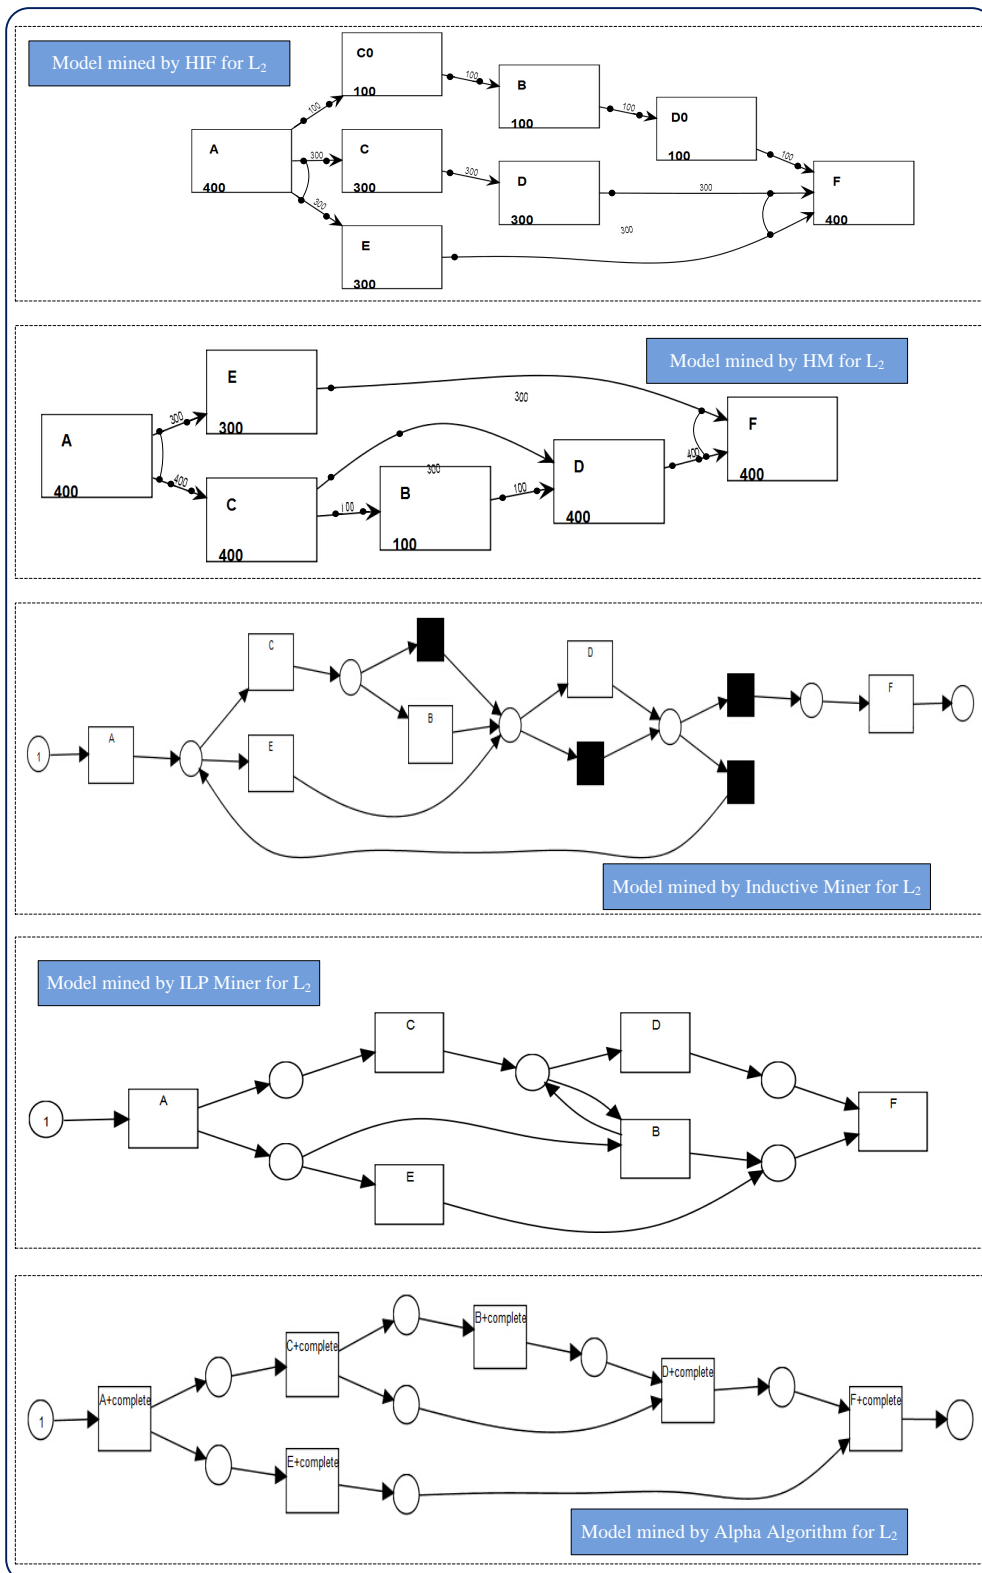 Model mined by HIF for L₂
C0
100
100
100
B
100
100
D0
100
100
A
400
300
C
300
300
D
300
300
F
400
300
E
300
300
Model mined by HM for L₂
E
300
300
A
400
300
400
C
400
100
300
B
100
100
D
400
400
F
400
C
D
B
E
A
F
1
Model mined by Inductive Miner for L₂
Model mined by ILP Miner for L₂
C
D
A
F
1
B
E
B+complete
C+complete
D+complete
A+complete
F+complete
1
E+complete
Model mined by Alpha Algorithm for L₂